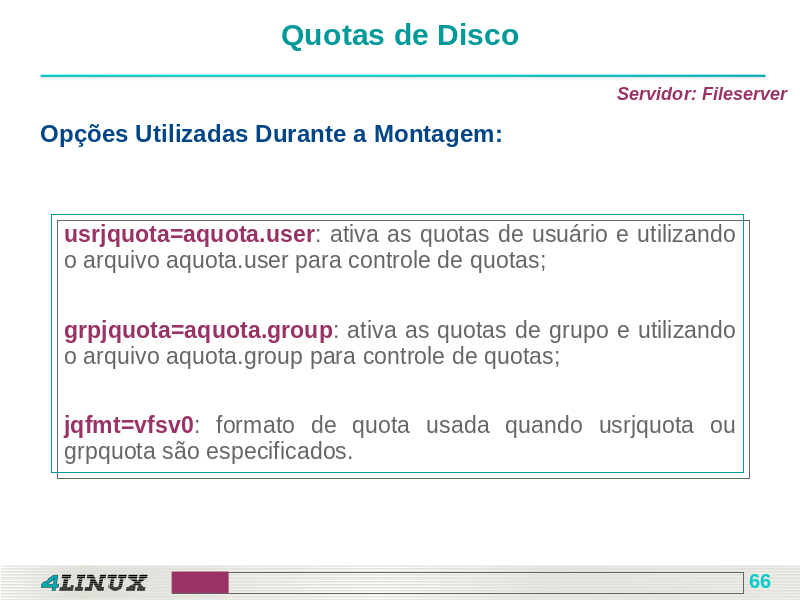 Quotas de Disco
Servidor: Fileserver
Opções Utilizadas Durante a Montagem:
usrjquota=aquota.user: ativa as quotas de usuário e utilizando
o arquivo aquota.user para controle de quotas;
grpjquota=aquota.group: ativa as quotas de grupo e utilizando
o arquivo aquota.group para controle de quotas;
jqfmt=vfsv0: formato de quota usada quando usrjquota ou
grpquota são especificados.
4LINUX
66